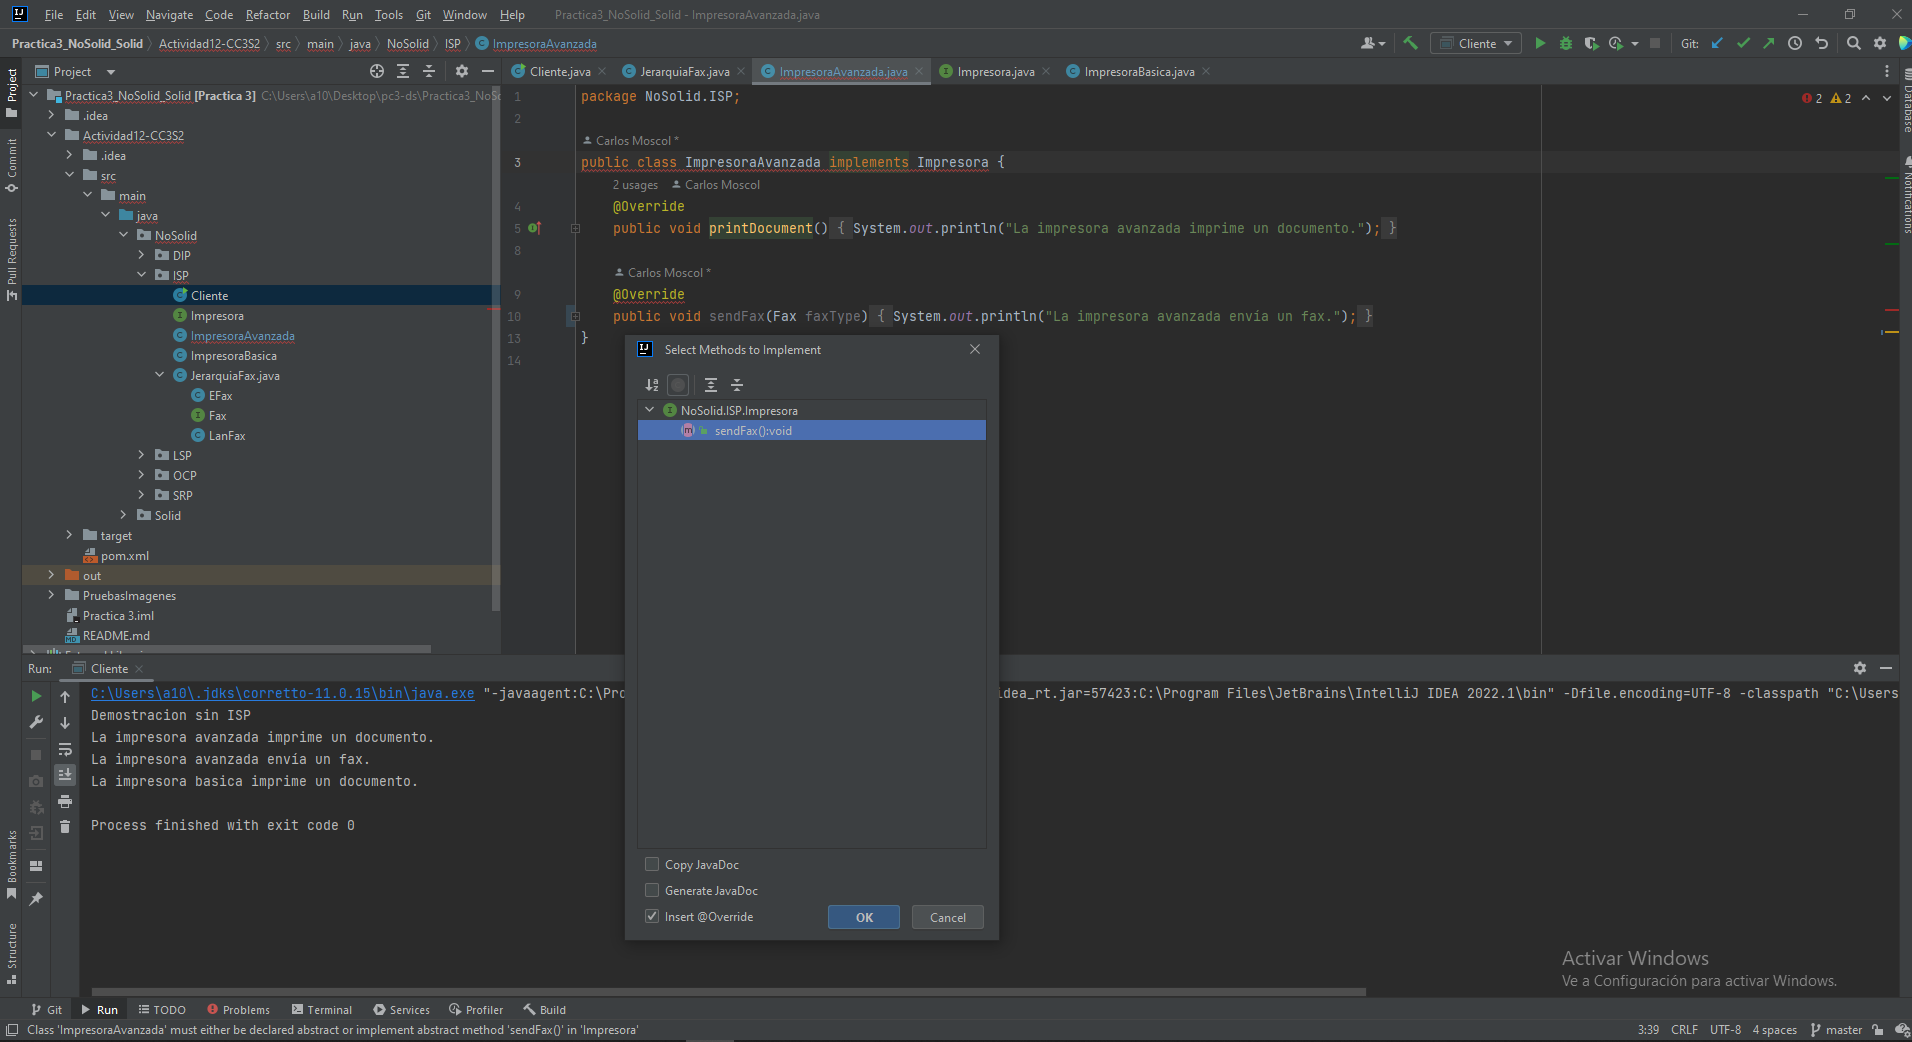 File Edit View Navigate Code Refactor Build Run Tools Git Window Help Practica3_NoSolid_Solid - ImpresoraAvanzada.java
Practica3_NoSolid_Solid Actividad12-CC3S2 src main java NoSolid ISP ImpresoraAvanzada
Cliente Git:
Project
Cliente.java JerarquiaFax.java ImpresoraAvanzada.java Impresora.java ImpresoraBasica.java
Project
Commit
Pull Requests
Bookmarks
Structure
Practica3_NoSolid_Solid [Practica 3] C:\Users\a10\Desktop\pc3-ds\Practica3_NoSo
.idea
Actividad12-CC3S2
.idea
src
main
java
NoSolid
DIP
ISP
Cliente
Impresora
ImpresoraAvanzada
ImpresoraBasica
JerarquiaFax.java
EFax
Fax
LanFax
LSP
OCP
SRP
Solid
target
pom.xml
out
PruebasImagenes
Practica 3.iml
README.md
1 package NoSolid.ISP;
2
Carlos Moscol *
3 public class ImpresoraAvanzada implements Impresora {
2 usages Carlos Moscol
4 @Override
5 public void printDocument() { System.out.println("La impresora avanzada imprime un documento."); }
8
Carlos Moscol *
9 @Override
10 public void sendFax(Fax faxType) { System.out.println("La impresora avanzada envía un fax."); }
13 }
14
2 2
Database
Notifications
Select Methods to Implement
NoSolid.ISP.Impresora
sendFax():void
Copy JavaDoc
Generate JavaDoc
Insert @Override
OK Cancel
Run: Cliente
C:\Users\a10\.jdks\corretto-11.0.15\bin\java.exe "-javaagent:C:\Pro idea_rt.jar=57423:C:\Program Files\JetBrains\IntelliJ IDEA 2022.1\bin" -Dfile.encoding=UTF-8 -classpath "C:\Users
Demostracion sin ISP
La impresora avanzada imprime un documento.
La impresora avanzada envía un fax.
La impresora basica imprime un documento.
Process finished with exit code 0
Activar Windows
Ve a Configuración para activar Windows.
Git Run TODO Problems Terminal Services Profiler Build
Class 'ImpresoraAvanzada' must either be declared abstract or implement abstract method 'sendFax()' in 'Impresora'
3:39 CRLF UTF-8 4 spaces master